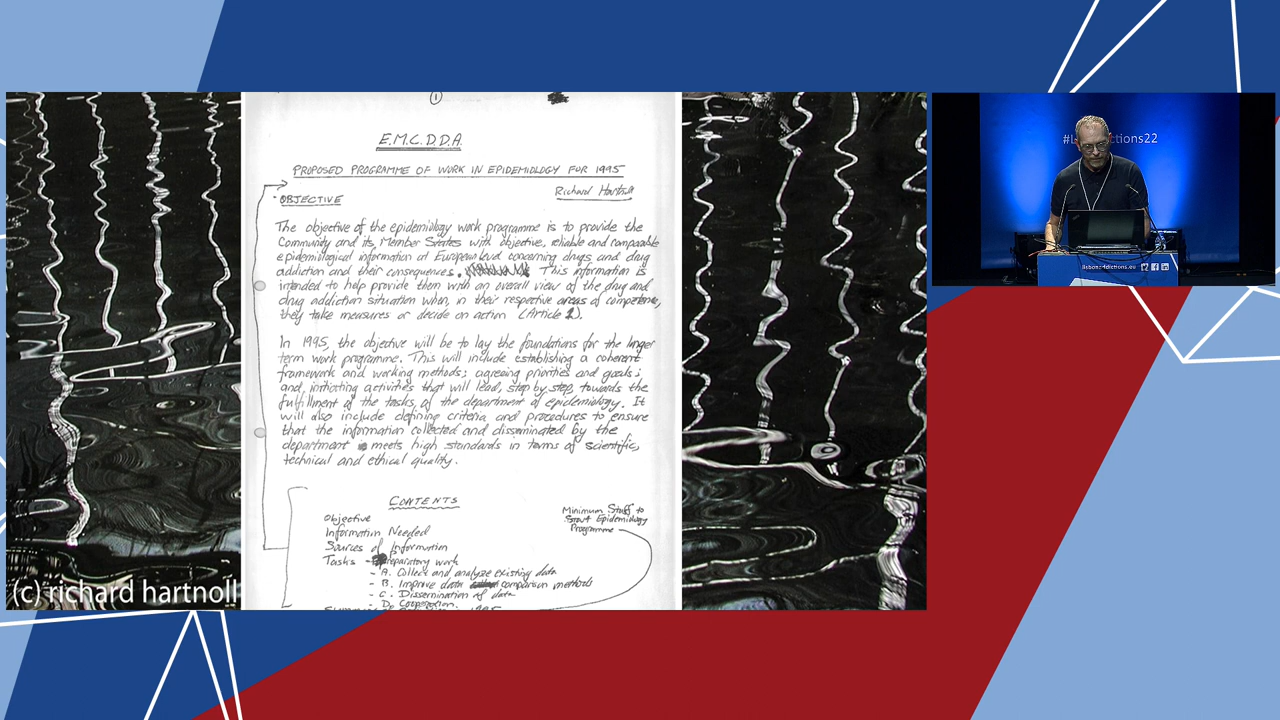 1
E.M.C.D.D.A.
PROPOSED PROGRAMME OF WORK IN EPIDEMIOLOGY FOR 1995
Richard Hartnoll
OBJECTIVE
The objective of the epidemiology work programme is to provide the
Community and its Member States with objective, reliable and comparable
epidemiological information at European level concerning drugs and drug
addiction and their consequences. This information is
intended to help provide them with an overall view of the drug and
drug addiction situation when, in their respective areas of competence,
they take measures or decide on action (Article 1).
In 1995, the objective will be to lay the foundations for the longer
term work programme. This will include establishing a coherent
framework and working methods; agreeing priorities and goals;
and, initiating activities that will lead, step by step, towards the
fulfillment of the tasks of the department of epidemiology. It
will also include defining criteria and procedures to ensure
that the information collected and disseminated by the
department meets high standards in terms of scientific,
technical and ethical quality.
CONTENTS
Objective
Information Needed
Sources of Information
Tasks - Preparatory work
- A. Collect and analyze existing data
- B. Improve data comparison methods
- C. Dissemination of data
- D. Cooperation
1995
Minimum Staff to
Start Epidemiology
Programme
(c) richard hartnoll
#Lisbonaddictions22
lisbonaddictions.eu